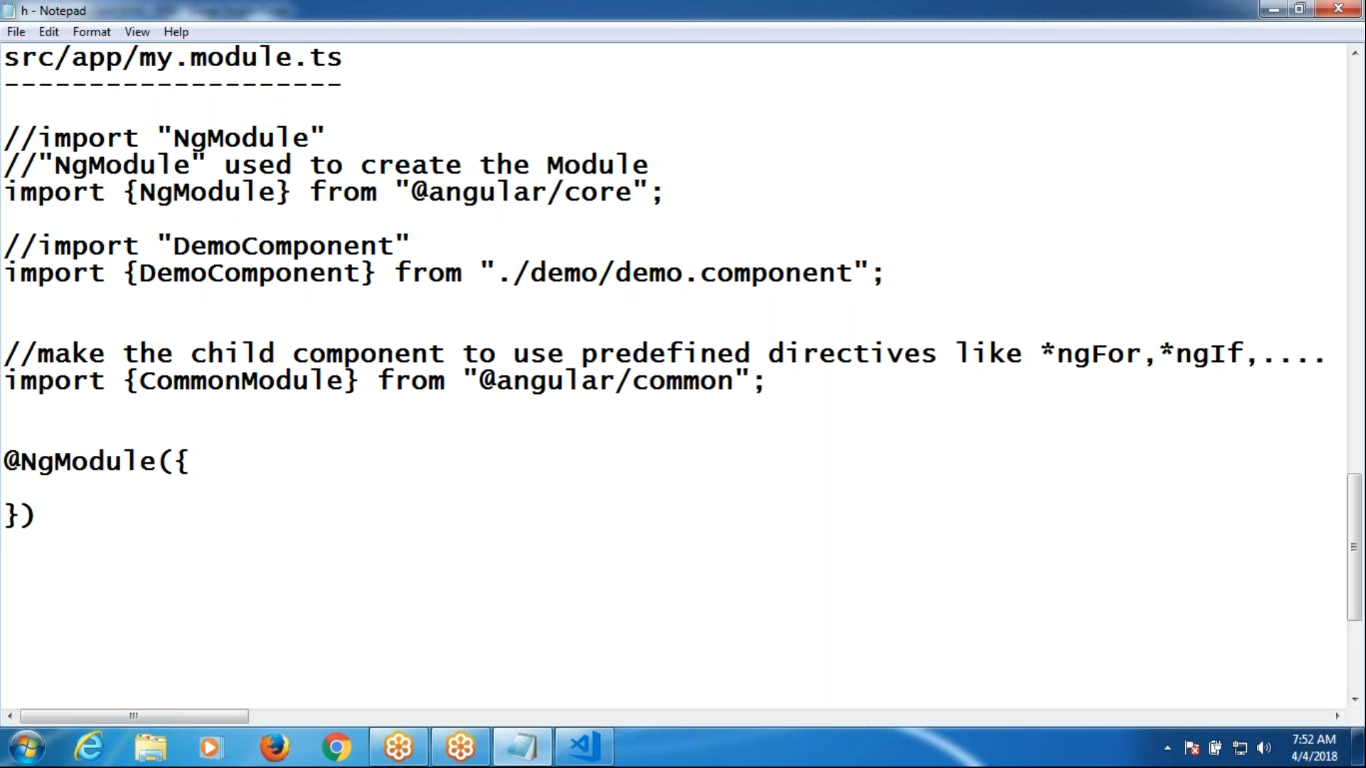 h - Notepad
File Edit Format View Help
src/app/my.module.ts
--------------------
//import "NgModule"
//"NgModule" used to create the Module
import {NgModule} from "@angular/core";
//import "DemoComponent"
import {DemoComponent} from "./demo/demo.component";
//make the child component to use predefined directives like *ngFor,*ngIf,....
import {CommonModule} from "@angular/common";
@NgModule({
})
7:52 AM
4/4/2018